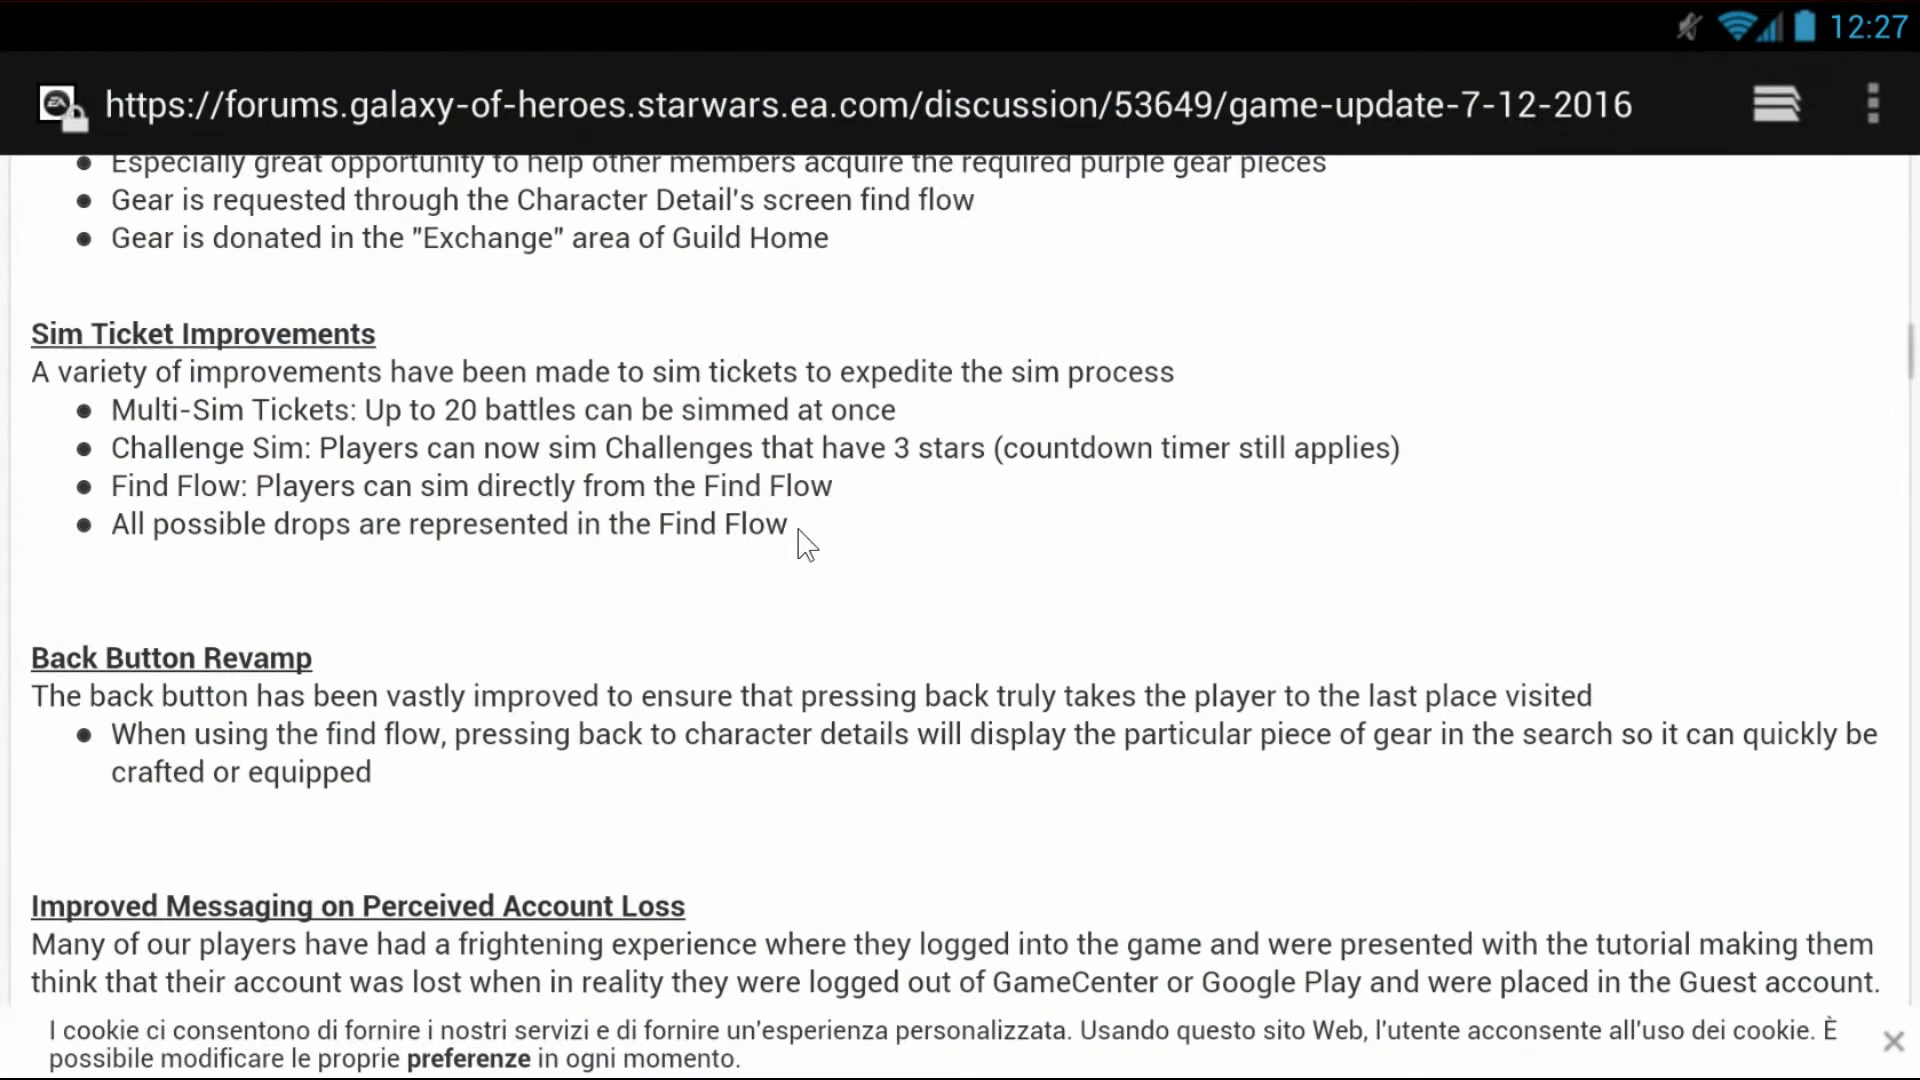 12:27
EA
https://forums.galaxy-of-heroes.starwars.ea.com/discussion/53649/game-update-7-12-2016
Especially great opportunity to help other members acquire the required purple gear pieces
Gear is requested through the Character Detail's screen find flow
Gear is donated in the "Exchange" area of Guild Home
Sim Ticket Improvements
A variety of improvements have been made to sim tickets to expedite the sim process
Multi-Sim Tickets: Up to 20 battles can be simmed at once
Challenge Sim: Players can now sim Challenges that have 3 stars (countdown timer still applies)
Find Flow: Players can sim directly from the Find Flow
All possible drops are represented in the Find Flow
Back Button Revamp
The back button has been vastly improved to ensure that pressing back truly takes the player to the last place visited
When using the find flow, pressing back to character details will display the particular piece of gear in the search so it can quickly be
crafted or equipped
Improved Messaging on Perceived Account Loss
Many of our players have had a frightening experience where they logged into the game and were presented with the tutorial making them
think that their account was lost when in reality they were logged out of GameCenter or Google Play and were placed in the Guest account.
I cookie ci consentono di fornire i nostri servizi e di fornire un'esperienza personalizzata. Usando questo sito Web, l'utente acconsente all'uso dei cookie. È
possibile modificare le proprie preferenze in ogni momento.